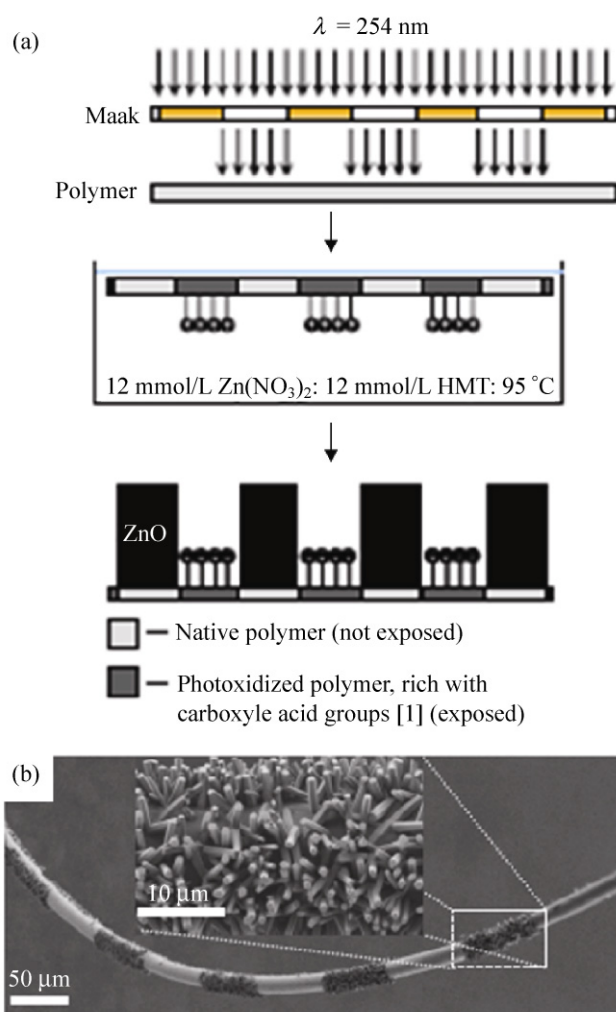 (a)
λ = 254 nm
Maak
Polymer
12 mmol/L Zn(NO₃)₂: 12 mmol/L HMT: 95 °C
ZnO
Native polymer (not exposed)
Photoxidized polymer, rich with
carboxyle acid groups [1] (exposed)
(b)
10 μm
50 μm